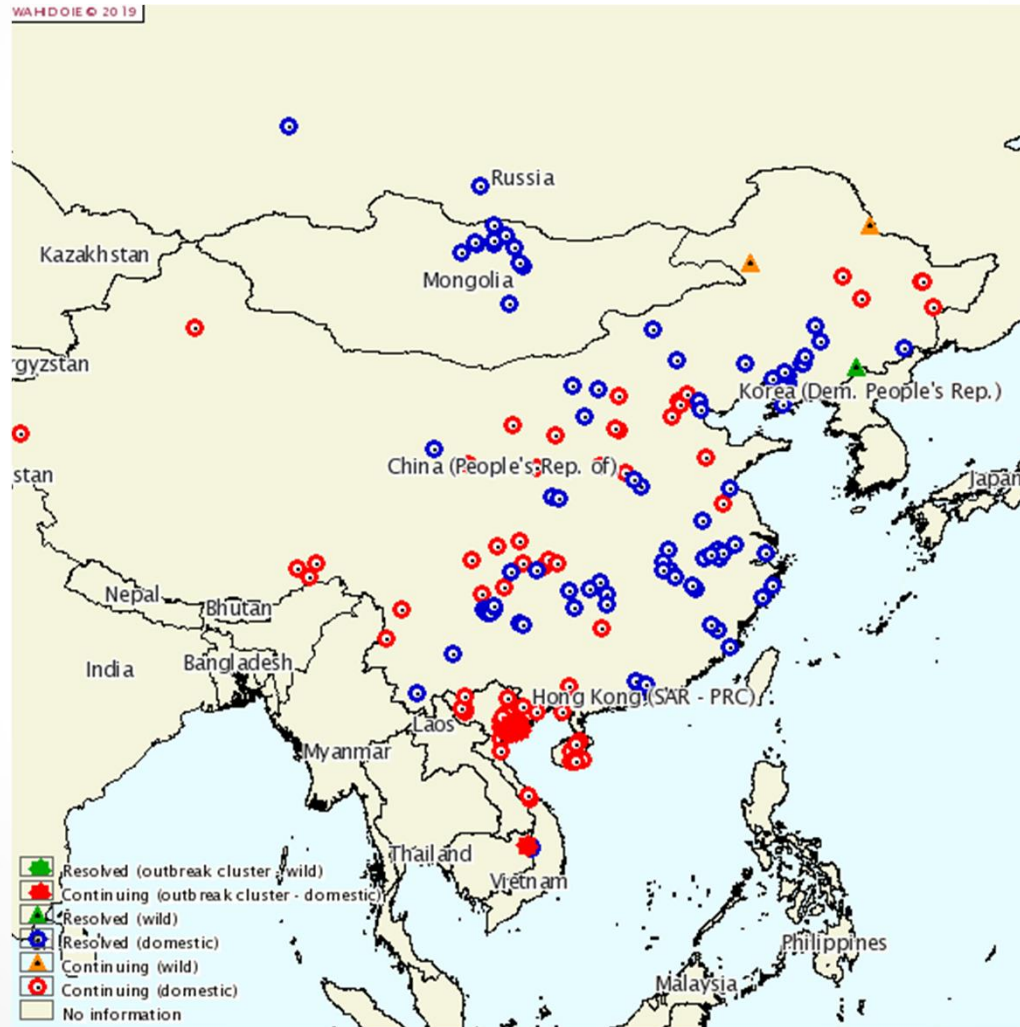 WAHIDOIE © 2019
Russia
Kazakhstan
Mongolia
rgyzstan
Korea (Dem. People's Rep.)
China (People's Rep. of)
stan
Japan
Nepal
Bhutan
India
Bangladesh
Hong Kong (SAR - PRC)
Laos
Myanmar
Thailand
Vietnam
Philippines
Malaysia
Resolved (outbreak cluster - wild)
Continuing (outbreak cluster - domestic)
Resolved (wild)
Resolved (domestic)
Continuing (wild)
Continuing (domestic)
No information